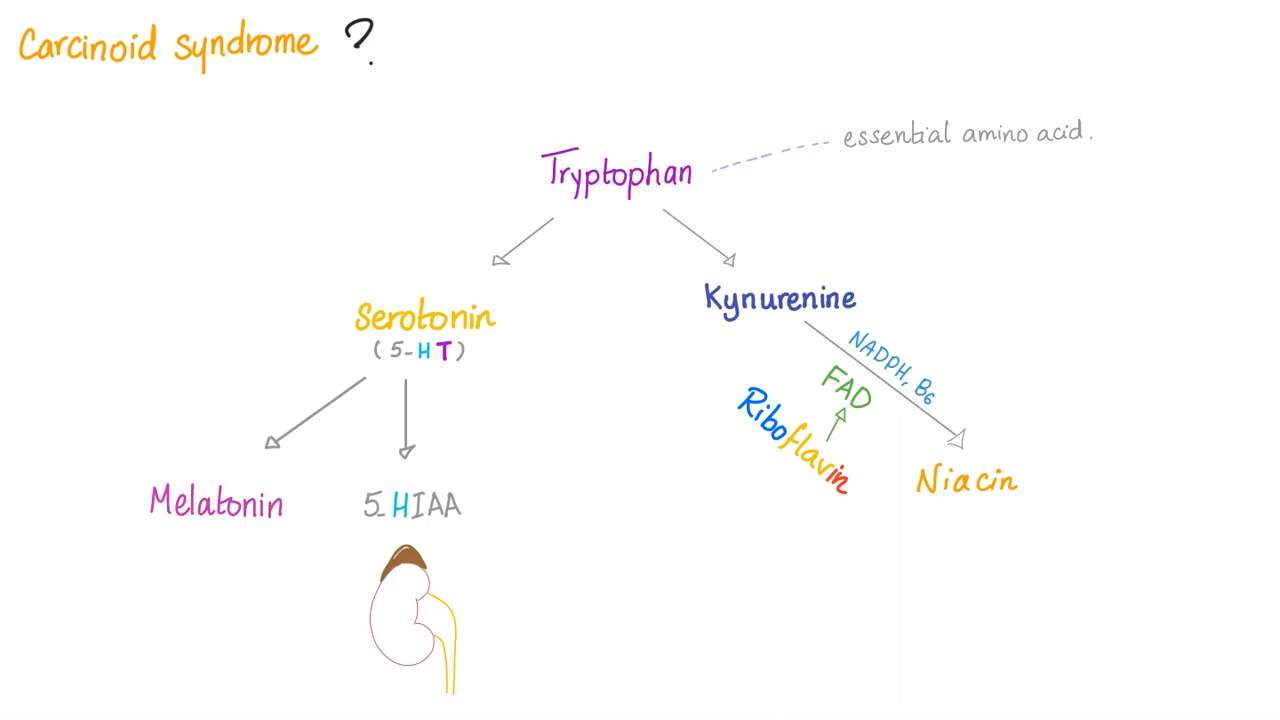 Carcinoid syndrome ?
essential amino acid.
Tryptophan
Kynurenine
Serotonin
(5-HT)
NADPH, B6
FAD
Riboflavin
Niacin
Melatonin
5-HIAA